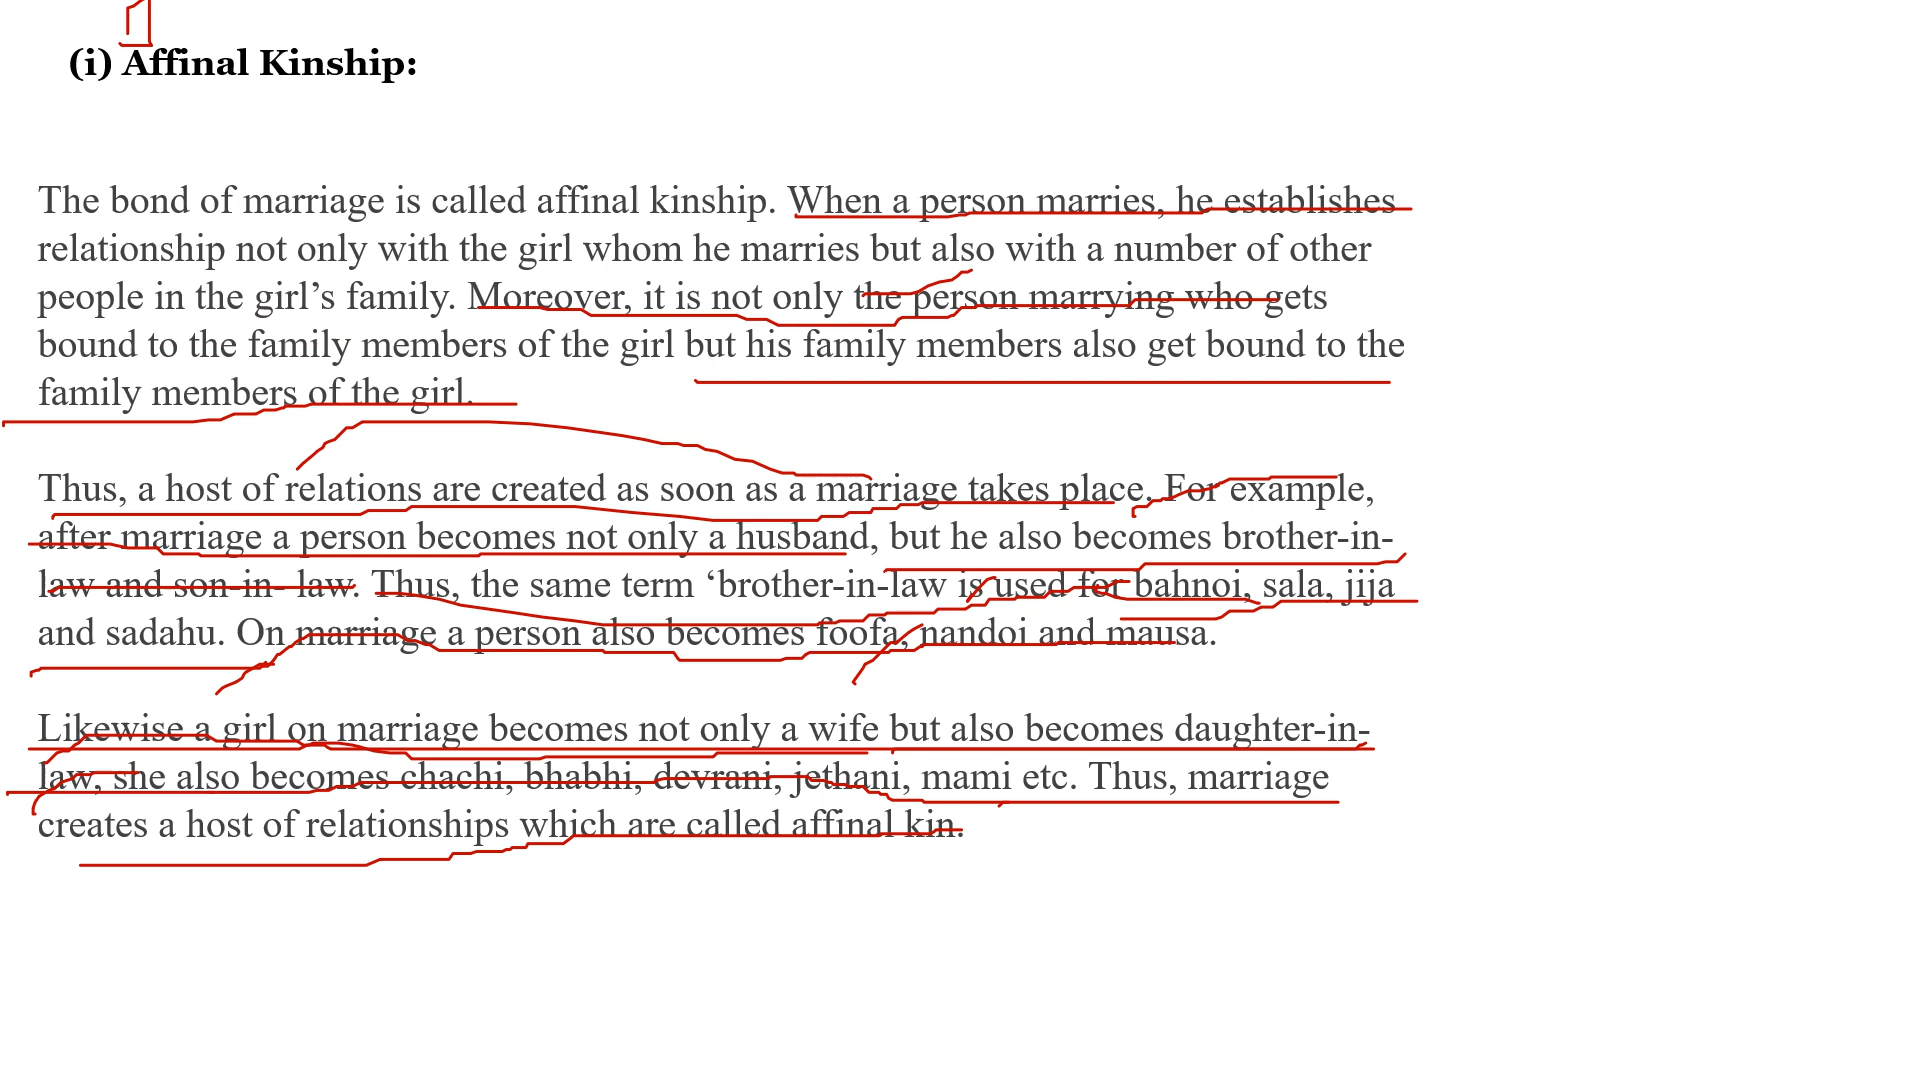 (i) Affinal Kinship:
The bond of marriage is called affinal kinship. When a person marries, he establishes
relationship not only with the girl whom he marries but also with a number of other
people in the girl’s family. Moreover, it is not only the person marrying who gets
bound to the family members of the girl but his family members also get bound to the
family members of the girl.
Thus, a host of relations are created as soon as a marriage takes place. For example,
after marriage a person becomes not only a husband, but he also becomes brother-in-
law and son-in- law. Thus, the same term ‘brother-in-law is used for bahnoi, sala, jija
and sadahu. On marriage a person also becomes foofa, nandoi and mausa.
Likewise a girl on marriage becomes not only a wife but also becomes daughter-in-
law, she also becomes chachi, bhabhi, devrani, jethani, mami etc. Thus, marriage
creates a host of relationships which are called affinal kin.